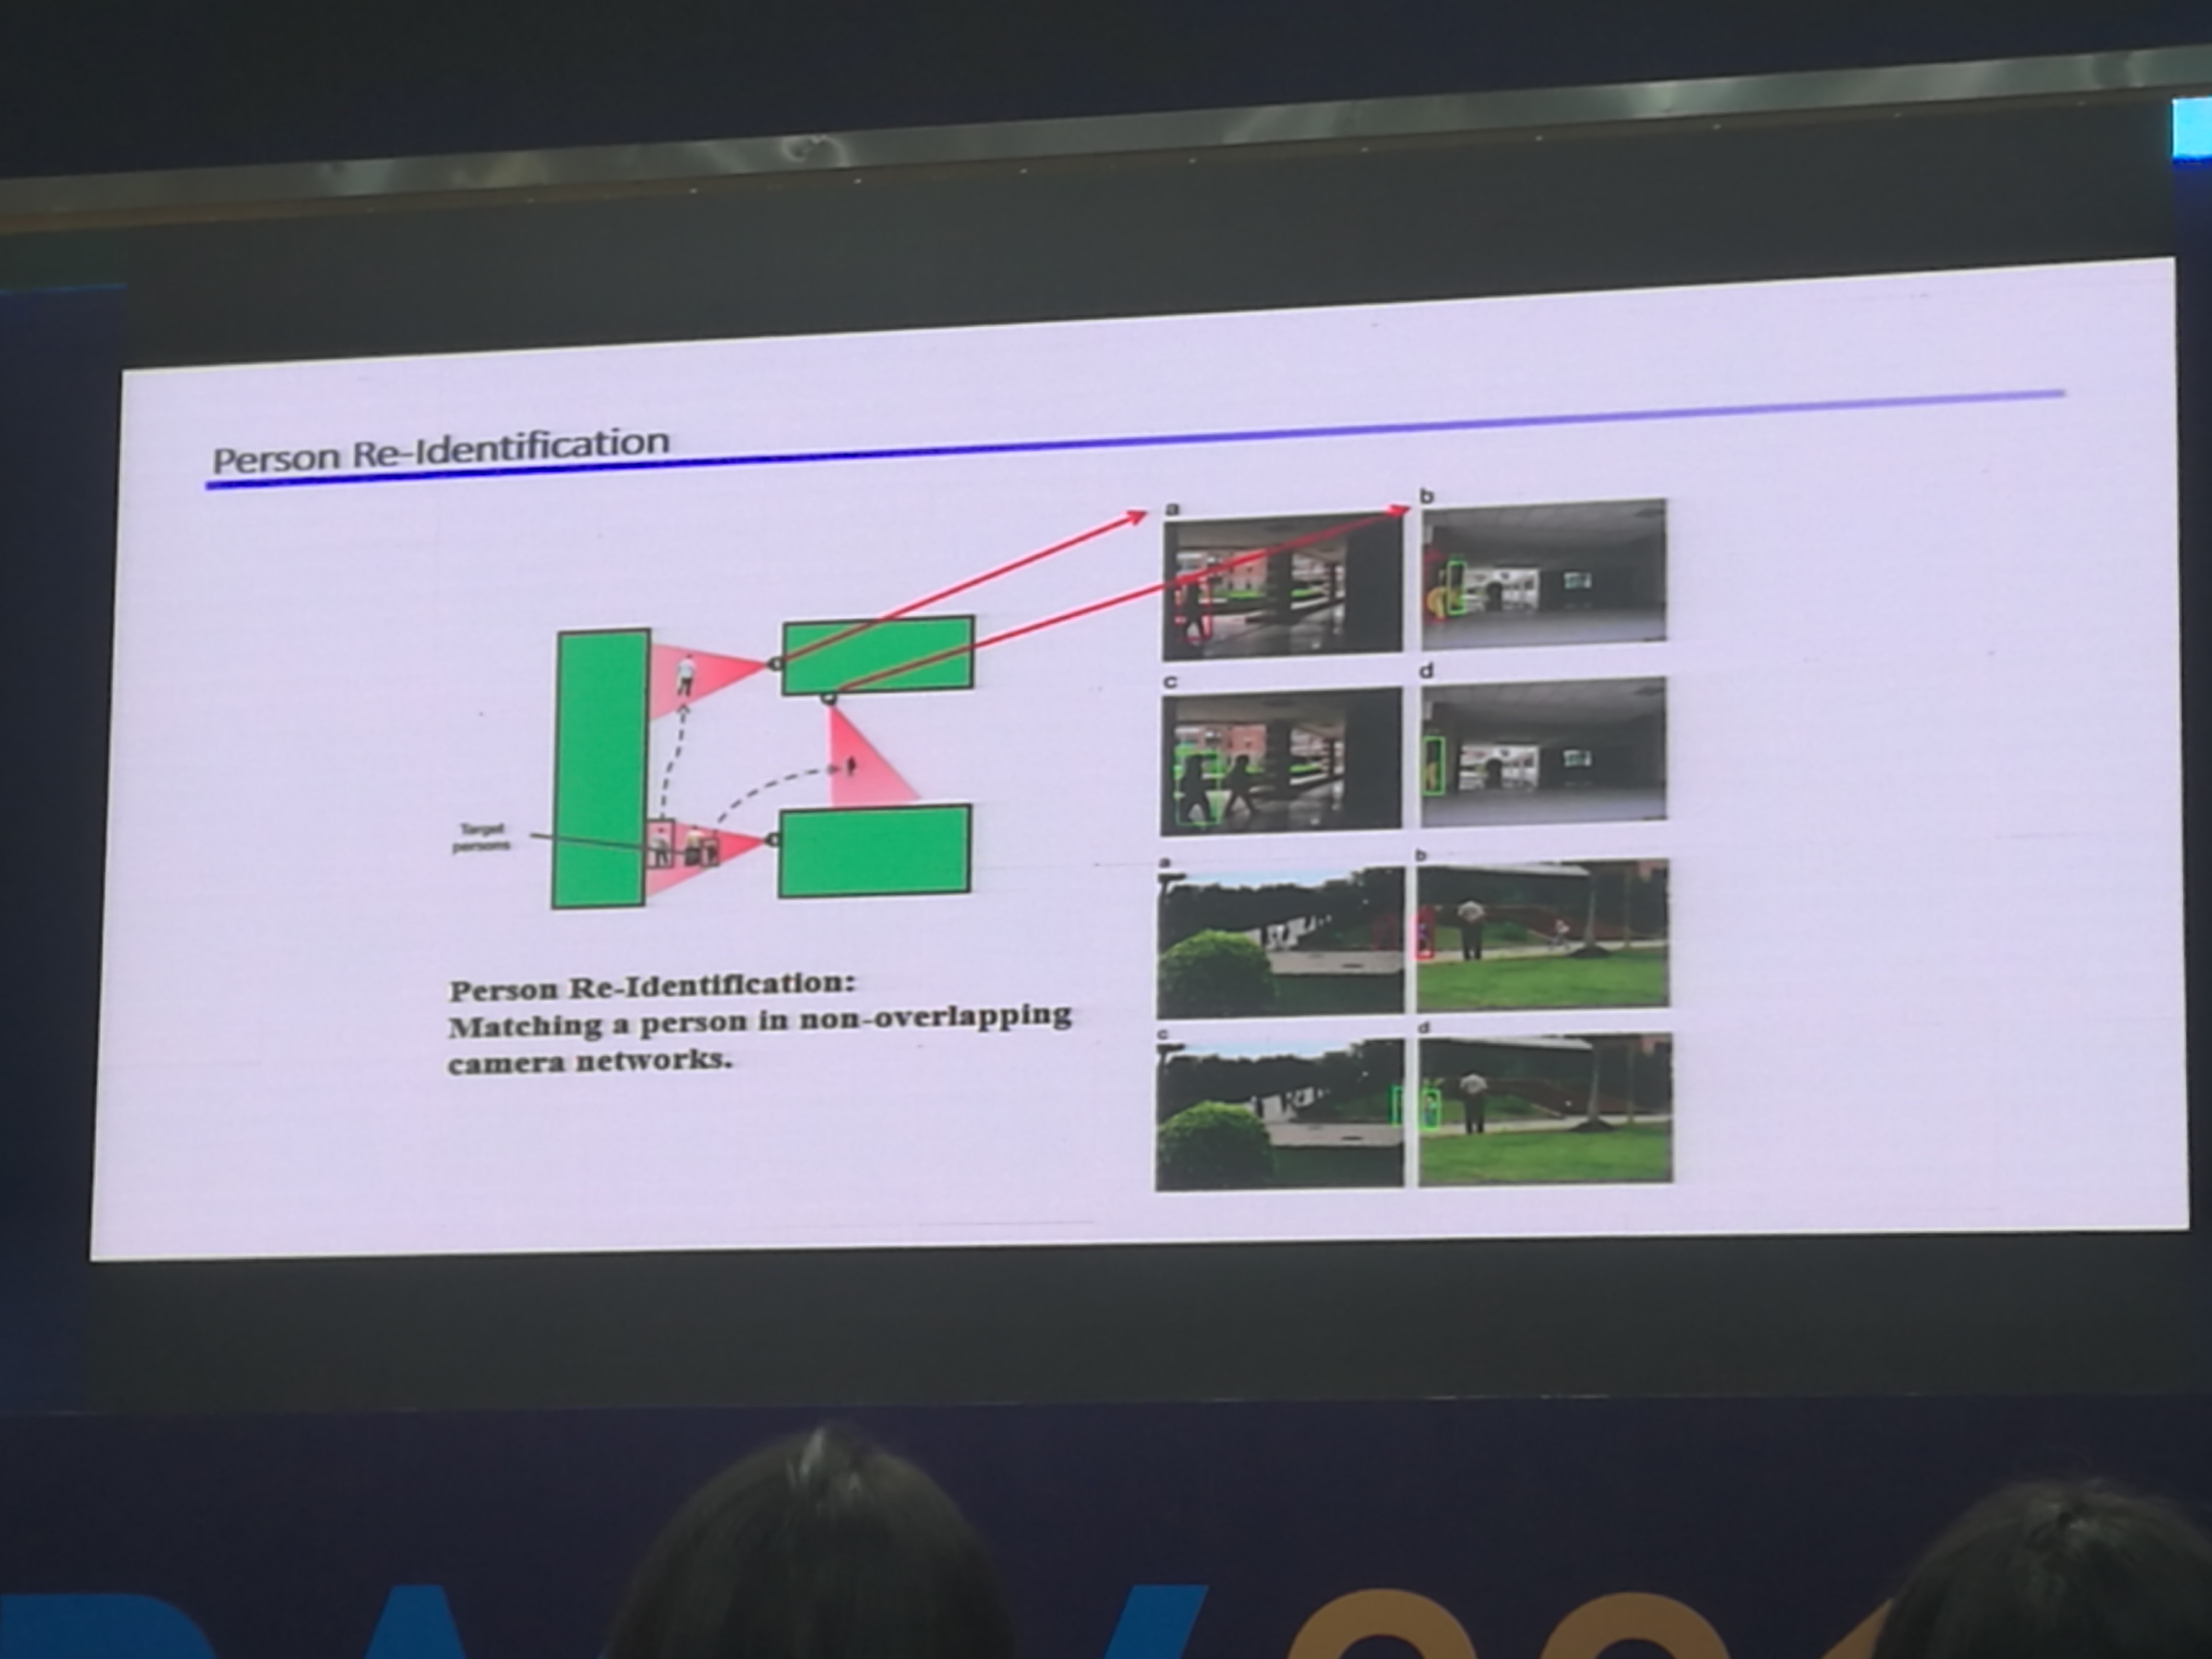 Person Re-Identification
a
b
c
d
Target
persons
a
b
c
d
Person Re-Identification:
Matching a person in non-overlapping
camera networks.